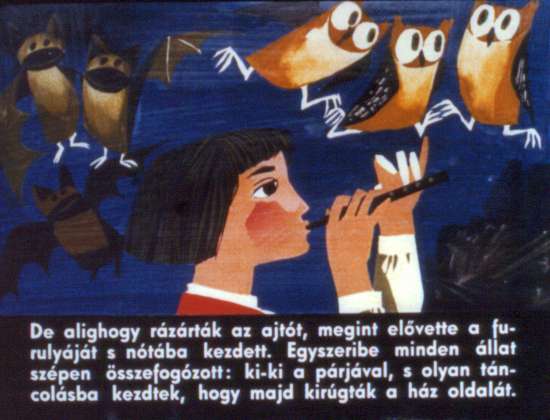 De alighogy rázárták az ajtót, megint elővette a fu-
rulyáját s nótába kezdett. Egyszeribe minden állat
szépen összefogózott: ki-ki a párjával, s olyan tán-
colásba kezdtek, hogy majd kirúgták a ház oldalát.